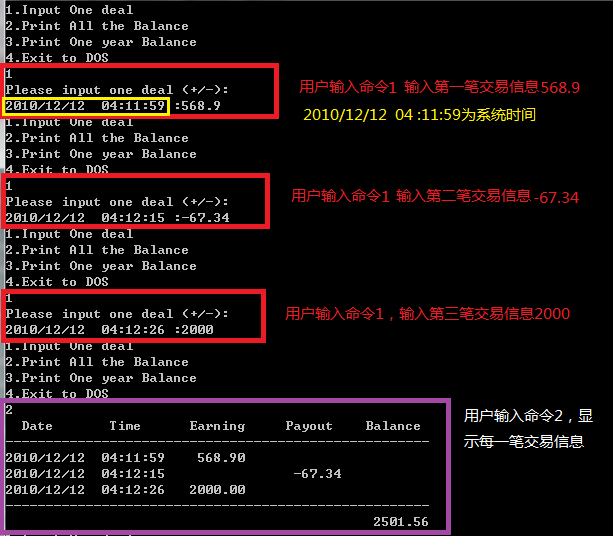 1.Input One deal
2.Print All the Balance
3.Print One year Balance
4.Exit to DOS
1
Please input one deal (+/-):
2010/12/12  04:11:59 :568.9
用户输入命令1 输入第一笔交易信息568.9
2010/12/12  04 :11:59为系统时间
1.Input One deal
2.Print All the Balance
3.Print One year Balance
4.Exit to DOS
1
Please input one deal (+/-):
2010/12/12  04:12:15 :-67.34
用户输入命令1 输入第二笔交易信息-67.34
1.Input One deal
2.Print All the Balance
3.Print One year Balance
4.Exit to DOS
1
Please input one deal (+/-):
2010/12/12  04:12:26 :2000
用户输入命令1，输入第三笔交易信息2000
1.Input One deal
2.Print All the Balance
3.Print One year Balance
4.Exit to DOS
2
Date Time Earning Payout Balance
2010/12/12  04:11:59 568.90
2010/12/12  04:12:15 -67.34
2010/12/12  04:12:26 2000.00
2501.56
用户输入命令2，显
示每一笔交易信息